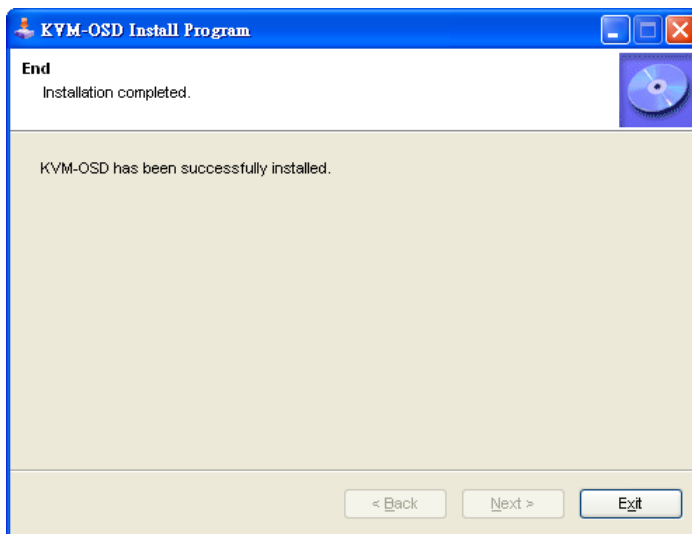 KVM-OSD Install Program
End
Installation completed.
KVM-OSD has been successfully installed.
< Back Next > Exit